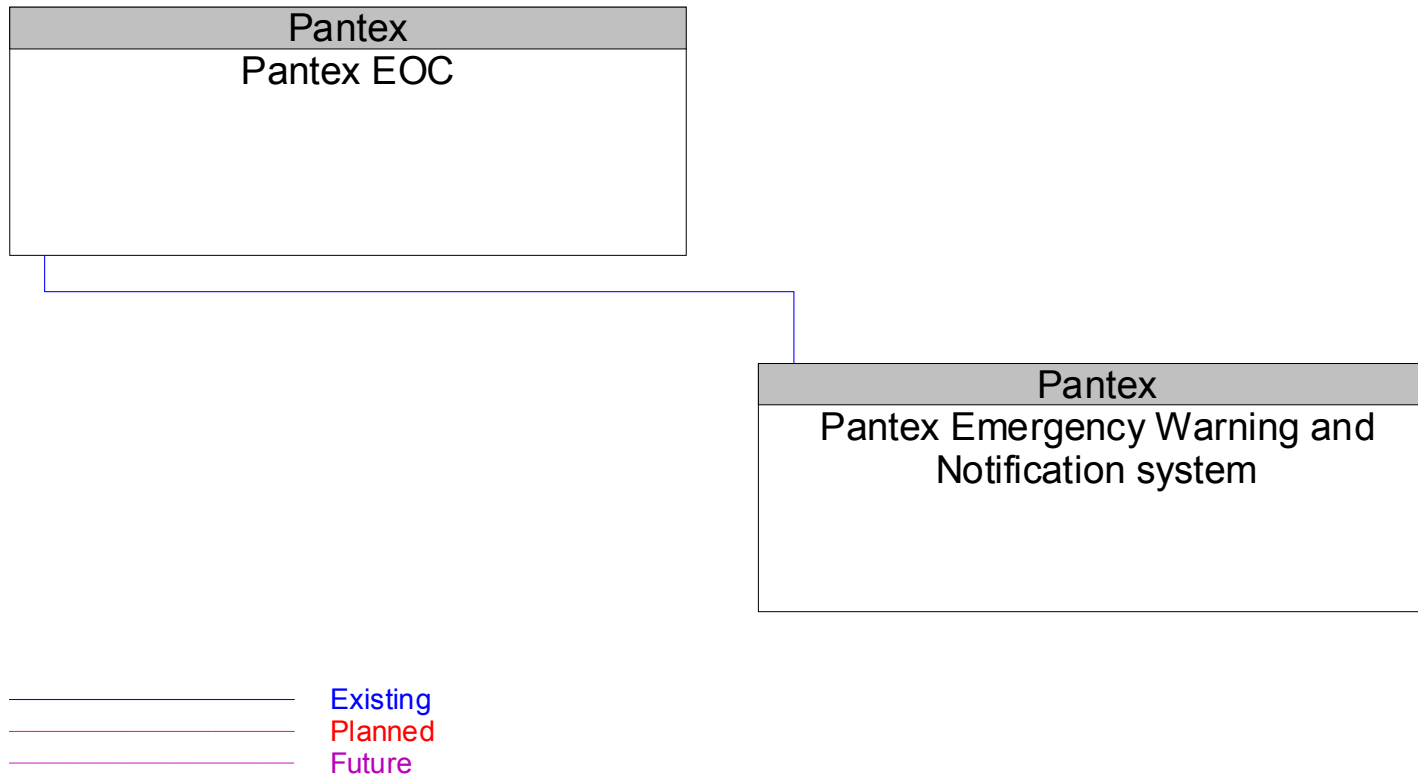 Pantex
Pantex EOC
Pantex
Pantex Emergency Warning and
Notification system
Existing
Planned
Future